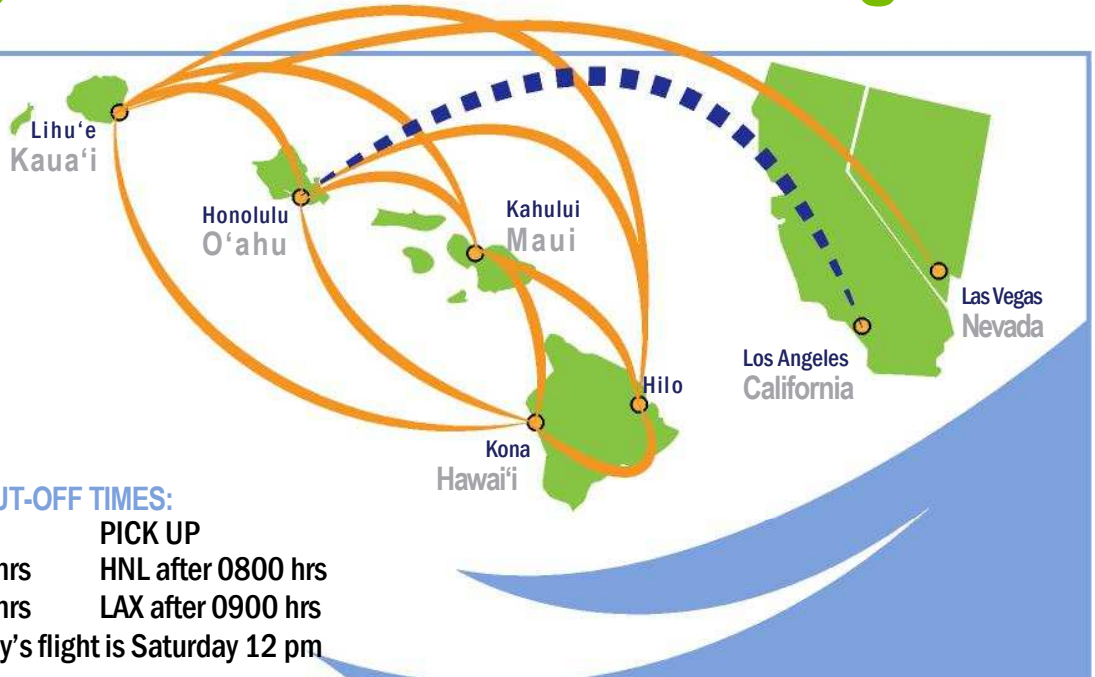 Lihu‘e
Kaua‘i
Honolulu
O‘ahu
Kahului
Maui
Las Vegas
Nevada
Los Angeles
California
Hilo
Kona
Hawai‘i
UT-OFF TIMES:
PICK UP
hrs HNL after 0800 hrs
hrs LAX after 0900 hrs
y’s flight is Saturday 12 pm